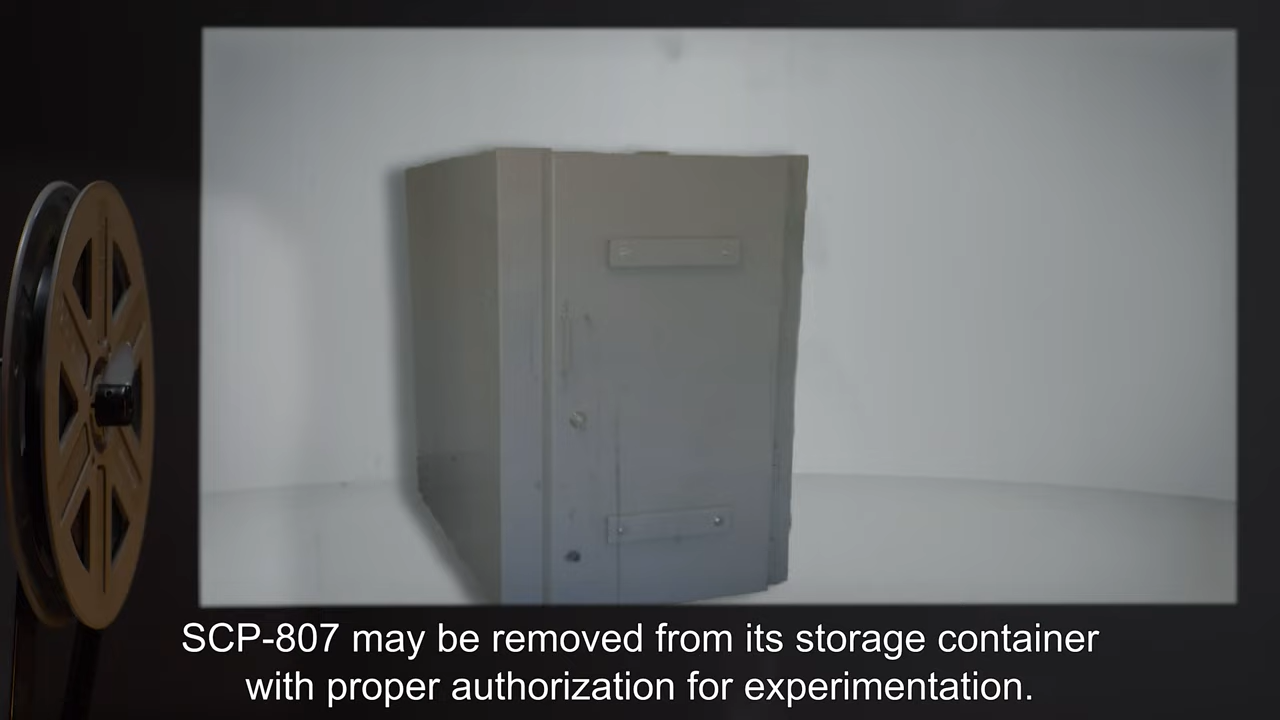 SCP-807 may be removed from its storage container
with proper authorization for experimentation.